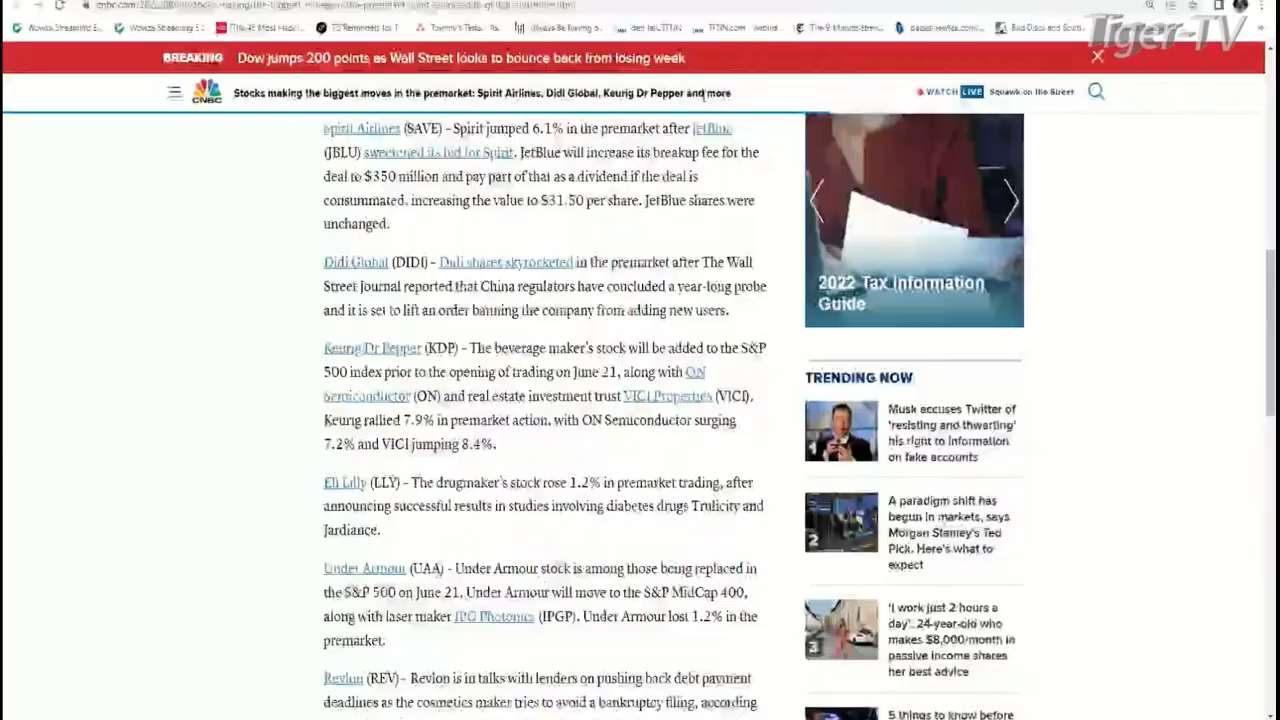 Tiger-TV
BREAKING Dow jumps 200 points as Wall Street looks to bounce back from losing week
CNBC
Stocks making the biggest moves in the premarket: Spirit Airlines, Didi Global, Keurig Dr Pepper and more
WATCH LIVE Squawk on the Street
Spirit Airlines (SAVE) – Spirit jumped 6.1% in the premarket after JetBlue
(JBLU) sweetened its bid for Spirit. JetBlue will increase its breakup fee for the
deal to $350 million and pay part of that as a dividend if the deal is
consummated, increasing the value to $31.50 per share. JetBlue shares were
unchanged.
Didi Global (DIDI) – Didi shares skyrocketed in the premarket after The Wall
Street Journal reported that China regulators have concluded a year-long probe
and it is set to lift an order banning the company from adding new users.
Keurig Dr Pepper (KDP) – The beverage maker's stock will be added to the S&P
500 index prior to the opening of trading on June 21, along with ON
Semiconductor (ON) and real estate investment trust VICI Properties (VICI).
Keurig rallied 7.9% in premarket action, with ON Semiconductor surging
7.2% and VICI jumping 8.4%.
Eli Lilly (LLY) – The drugmaker's stock rose 1.2% in premarket trading, after
announcing successful results in studies involving diabetes drugs Trulicity and
Jardiance.
Under Armour (UAA) – Under Armour stock is among those being replaced in
the S&P 500 on June 21, Under Armour will move to the S&P MidCap 400,
along with laser maker IPG Photonics (IPGP). Under Armour lost 1.2% in the
premarket.
Revlon (REV) – Revlon is in talks with lenders on pushing back debt payment
deadlines as the cosmetics maker tries to avoid a bankruptcy filing, according
2022 Tax Information
Guide
TRENDING NOW
Musk accuses Twitter of
'resisting and thwarting'
his right to information
on fake accounts
2
A paradigm shift has
begun in markets, says
Morgan Stanley's Ted
Pick. Here's what to
expect
3
'I work just 2 hours a
day': 24-year-old who
makes $8,000/month in
passive income shares
her best advice
5 things to know before